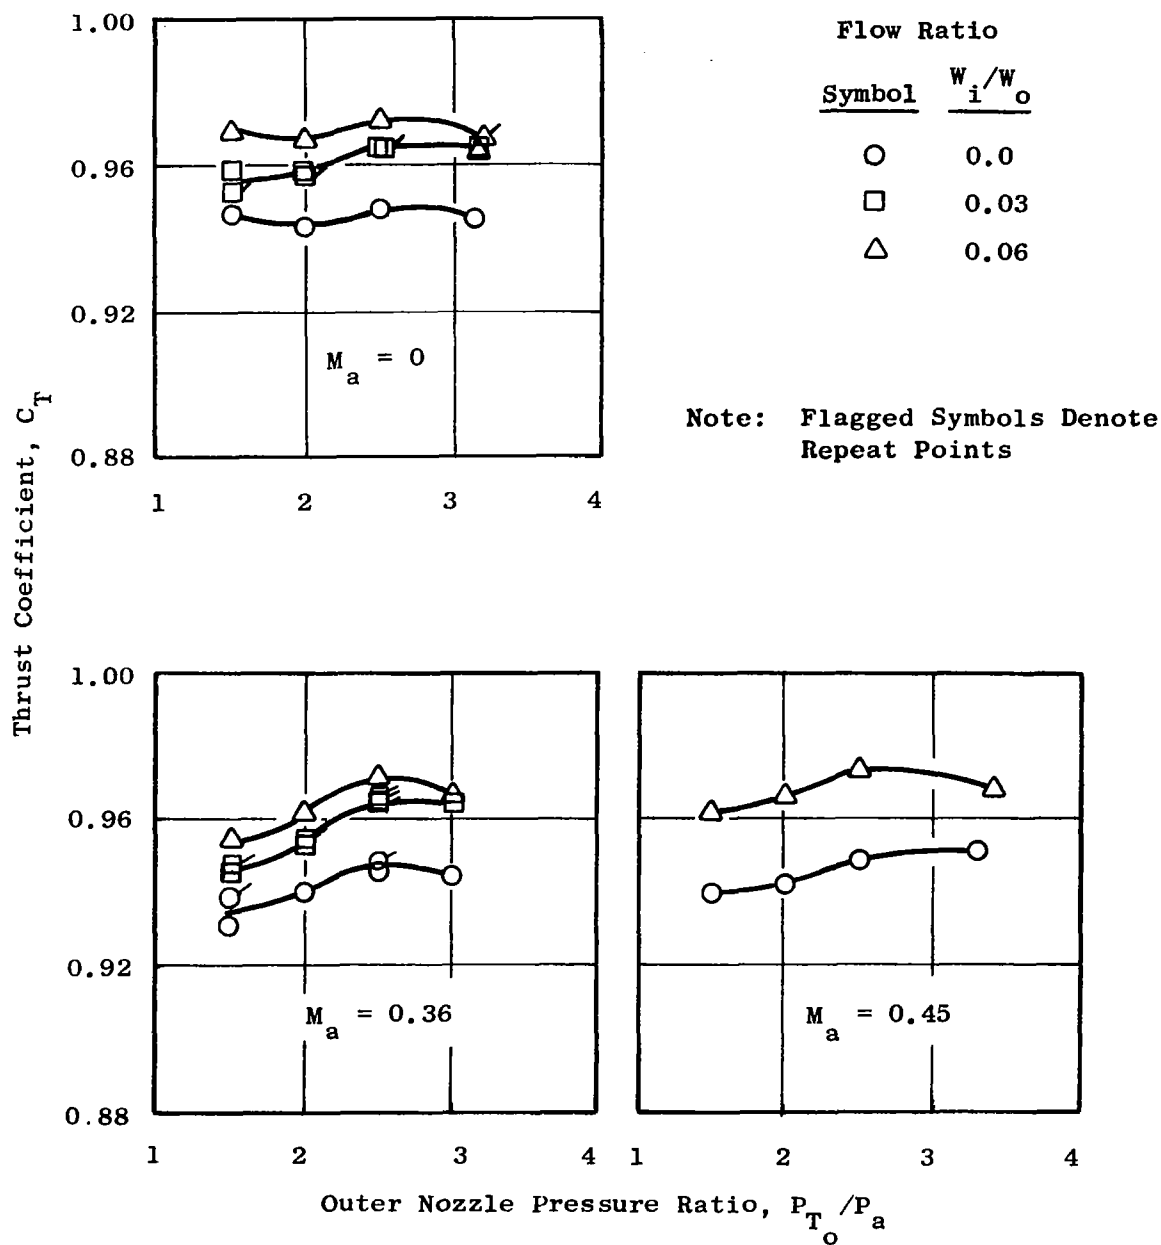 Flow Ratio
Symbol W_i/W_o
0.0
0.03
0.06
Note: Flagged Symbols Denote
Repeat Points
Thrust Coefficient, C_T
1.00
0.96
0.92
0.88
M_a = 0
1 2 3 4
1.00
0.96
0.92
0.88
M_a = 0.36
M_a = 0.45
1 2 3 4 1 2 3 4
Outer Nozzle Pressure Ratio, P_T_o/P_a